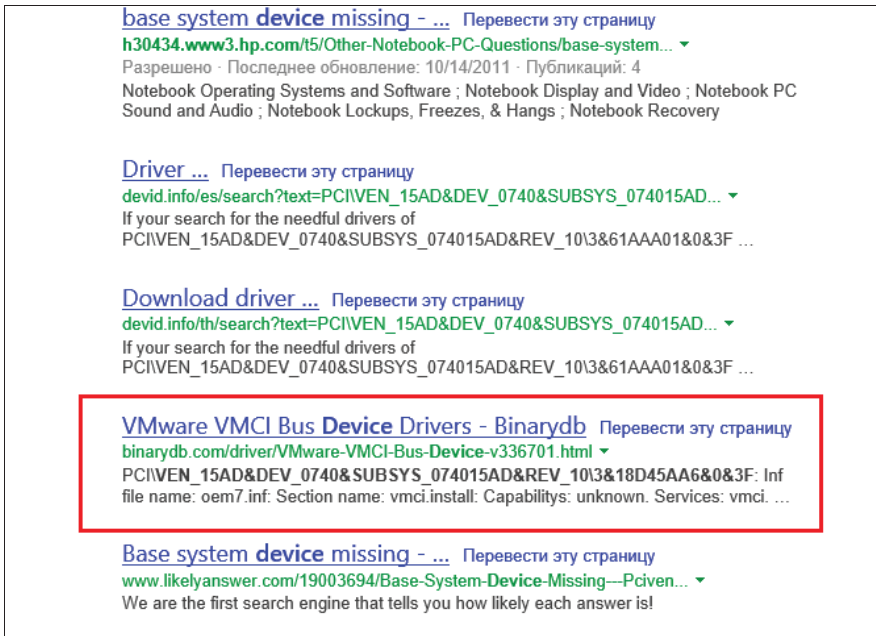 base system device missing - ... Перевести эту страницу
h30434.www3.hp.com/t5/Other-Notebook-PC-Questions/base-system...
Разрешено · Последнее обновление: 10/14/2011 · Публикаций: 4
Notebook Operating Systems and Software ; Notebook Display and Video ; Notebook PC
Sound and Audio ; Notebook Lockups, Freezes, & Hangs ; Notebook Recovery
Driver ... Перевести эту страницу
devid.info/es/search?text=PCI\VEN_15AD&DEV_0740&SUBSYS_074015AD...
If your search for the needful drivers of
PCI\VEN_15AD&DEV_0740&SUBSYS_074015AD&REV_10\3&61AAA01&0&3F ...
Download driver ... Перевести эту страницу
devid.info/th/search?text=PCI\VEN_15AD&DEV_0740&SUBSYS_074015AD...
If your search for the needful drivers of
PCI\VEN_15AD&DEV_0740&SUBSYS_074015AD&REV_10\3&61AAA01&0&3F ...
VMware VMCI Bus Device Drivers - Binarydb Перевести эту страницу
binarydb.com/driver/VMware-VMCI-Bus-Device-v336701.html
PCI\VEN_15AD&DEV_0740&SUBSYS_074015AD&REV_10\3&18D45AA6&0&3F: Inf
file name: oem7.inf: Section name: vmci.install: Capabilitys: unknown. Services: vmci. ...
Base system device missing - ... Перевести эту страницу
www.likelyanswer.com/19003694/Base-System-Device-Missing---Pciven...
We are the first search engine that tells you how likely each answer is!